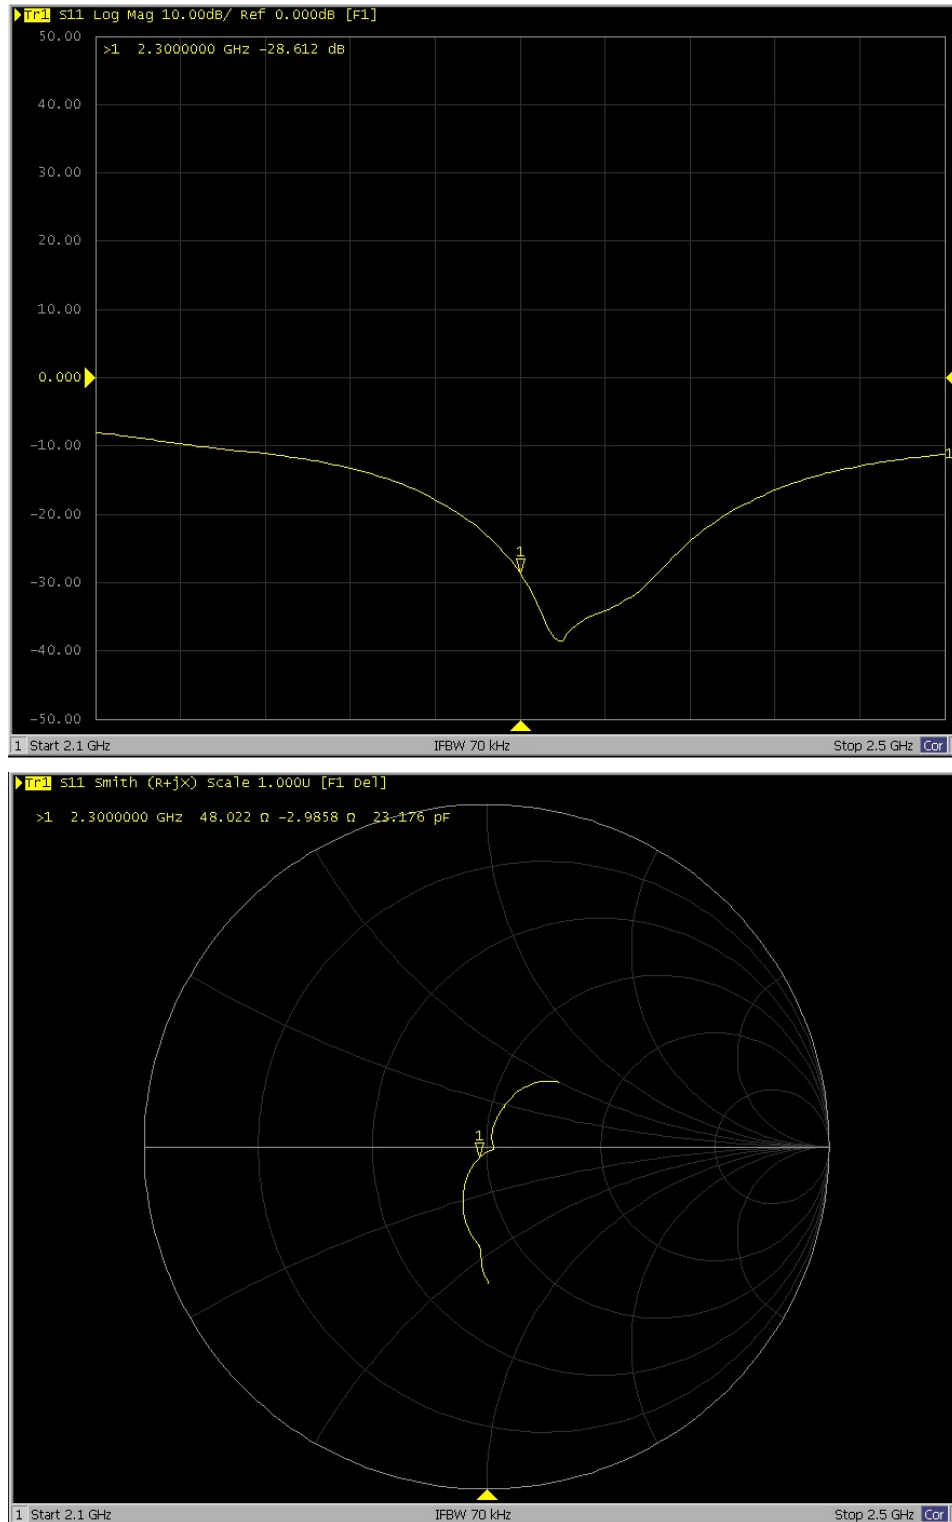 Tr1 S11 Log Mag 10.00dB/ Ref 0.000dB [F1]
50.00
>1 2.3000000 GHz -28.612 dB
40.00
30.00
20.00
10.00
0.000
-10.00
1
-20.00
1
-30.00
-40.00
-50.00
1 Start 2.1 GHz IFBW 70 kHz Stop 2.5 GHz Cor
Tr1 S11 Smith (R+jX) Scale 1.000U [F1 Del]
>1 2.3000000 GHz 48.022 Ω -2.9858 Ω 23.176 pF
1
1 Start 2.1 GHz IFBW 70 kHz Stop 2.5 GHz Cor